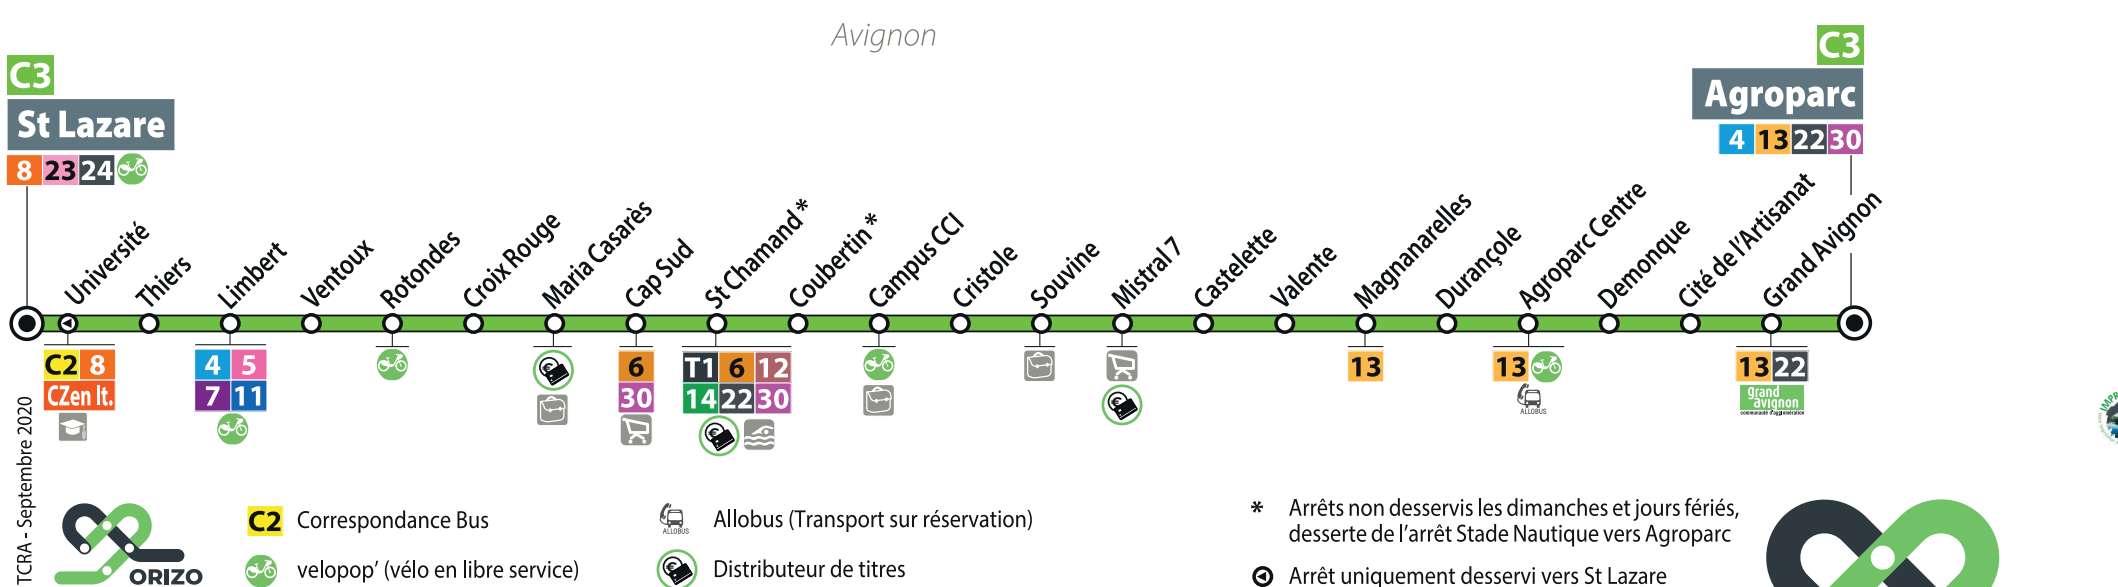 Avignon
C3
St Lazare
8 23 24
C3
Agroparc
4 13 22 30
Université
Thiers
Limbert
Ventoux
Rotondes
Croix Rouge
Maria Casarès
Cap Sud
St Chamand*
Coubertin*
Campus CCI
Cristole
Souvine
Mistral 7
Castelette
Valente
Magnanarelles
Durançole
Agroparc Centre
Demonque
Cité de l'Artisanat
Grand Avignon
C2 8
CZen It.
4 5
7 11
6
30
T1 6 12
14 22 30
13
13
ALLOBUS
13 22
grand
avignon
communauté d'agglomération
TCRA - Septembre 2020
ORIZO
C2 Correspondance Bus
velopop' (vélo en libre service)
ALLOBUS
Allobus (Transport sur réservation)
Distributeur de titres
* Arrêts non desservis les dimanches et jours fériés,
desserte de l'arrêt Stade Nautique vers Agroparc
Arrêt uniquement desservi vers St Lazare